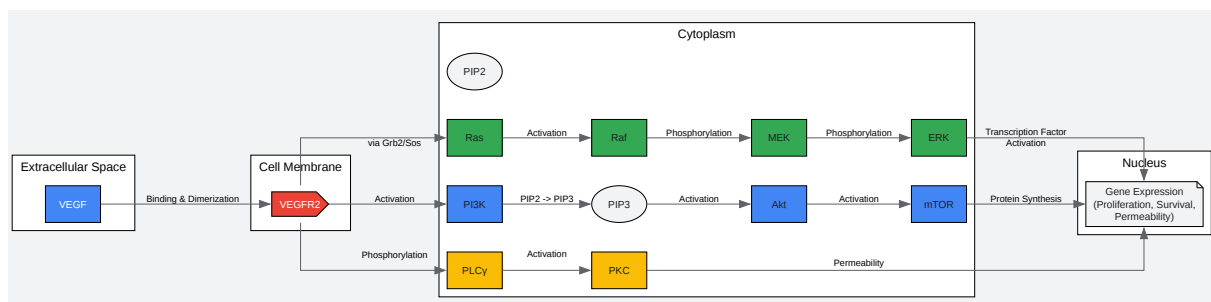 Cytoplasm
PIP2
via Grb2/Sos
Ras
Activation
Raf
Phosphorylation
MEK
Phosphorylation
ERK
Transcription Factor
Activation
Extracellular Space
VEGF
Binding & Dimerization
Cell Membrane
VEGFR2
Activation
PI3K
PIP2 -> PIP3
PIP3
Activation
Akt
Activation
mTOR
Protein Synthesis
Nucleus
Gene Expression
(Proliferation, Survival,
Permeability)
Phosphorylation
PLCγ
Activation
PKC
Permeability